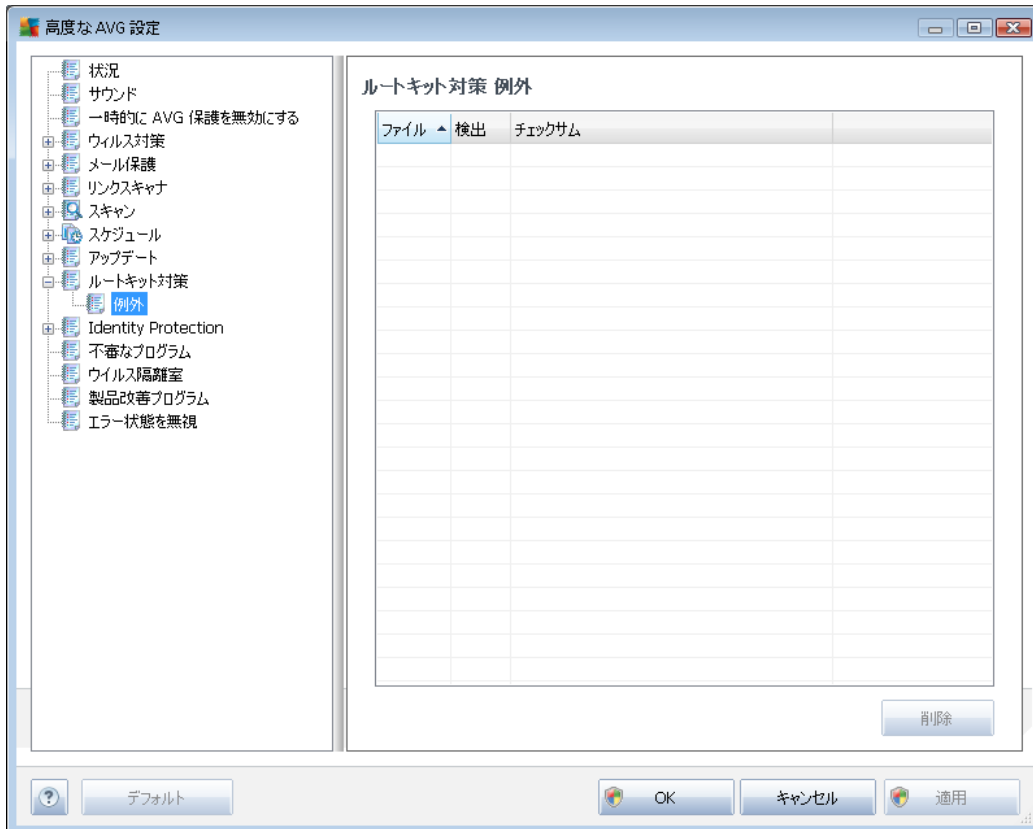 高度な AVG 設定
状況
サウンド
一時的に AVG 保護を無効にする
ウィルス対策
メール保護
リンクスキャナ
スキャン
スケジュール
アップデート
ルートキット対策
例外
Identity Protection
不審なプログラム
ウイルス隔離室
製品改善プログラム
エラー状態を無視
ルートキット対策 例外
ファイル 検出 チェックサム
削除
? デフォルト OK キャンセル 適用